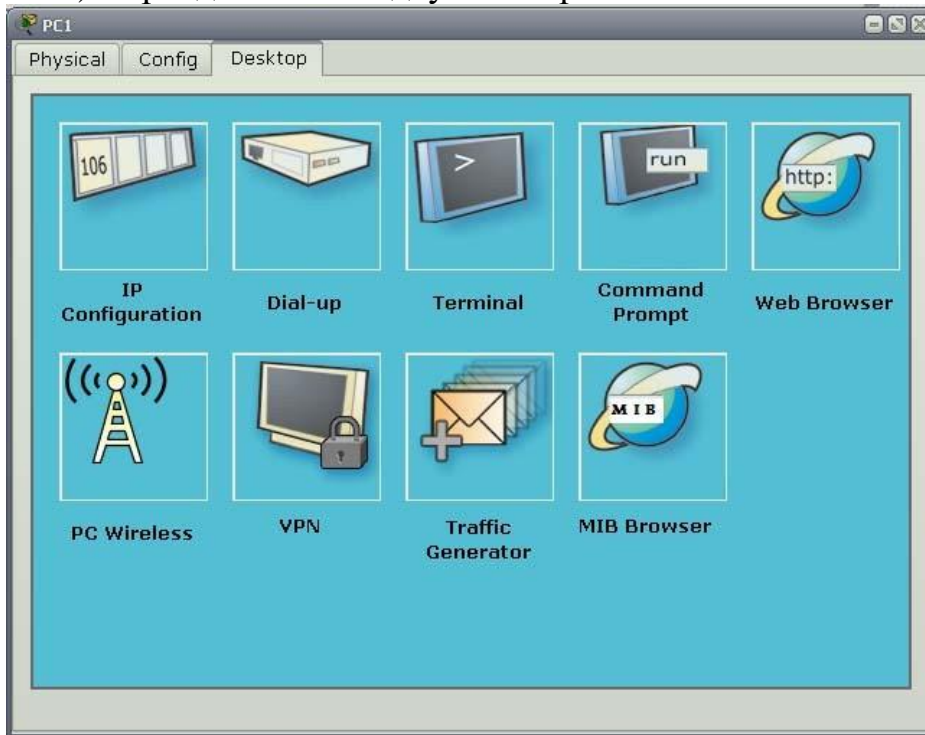 PC1
Physical Config Desktop
106
>
run
http:
IP
Configuration
Dial-up
Terminal
Command
Prompt
Web Browser
MIB
PC Wireless
VPN
Traffic
Generator
MIB Browser